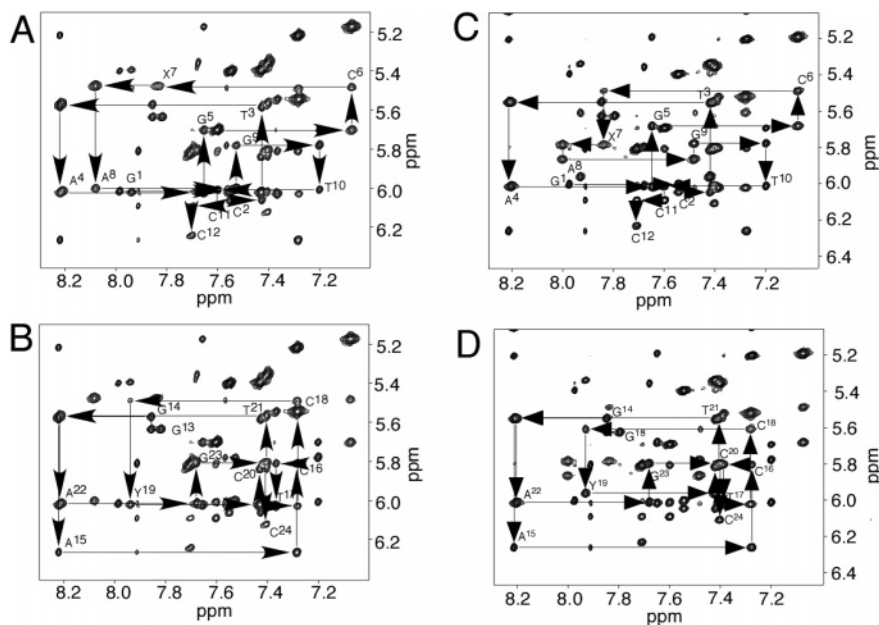 A
X7
C6
T3
G5
G9
A4
A8
G1
T10
C11
C2
C12
5.2
5.4
5.6
5.8
6.0
6.2
ppm
8.2 8.0 7.8 7.6 7.4 7.2
ppm
B
C18
G14
T21
G13
G23
C20
C16
A22
Y19
C24
A15
5.2
5.4
5.6
5.8
6.0
6.2
ppm
8.2 8.0 7.8 7.6 7.4 7.2
ppm
C
C6
T3
G5
X7
G9
A8
G1
A4
T10
C11
C2
C12
5.2
5.4
5.6
5.8
6.0
6.2
6.4
ppm
8.2 8.0 7.8 7.6 7.4 7.2
ppm
D
G14
T21
G18
C18
C20
G23
C16
A22
Y19
T17
C24
A15
5.2
5.4
5.6
5.8
6.0
6.2
6.4
ppm
8.2 8.0 7.8 7.6 7.4 7.2
ppm